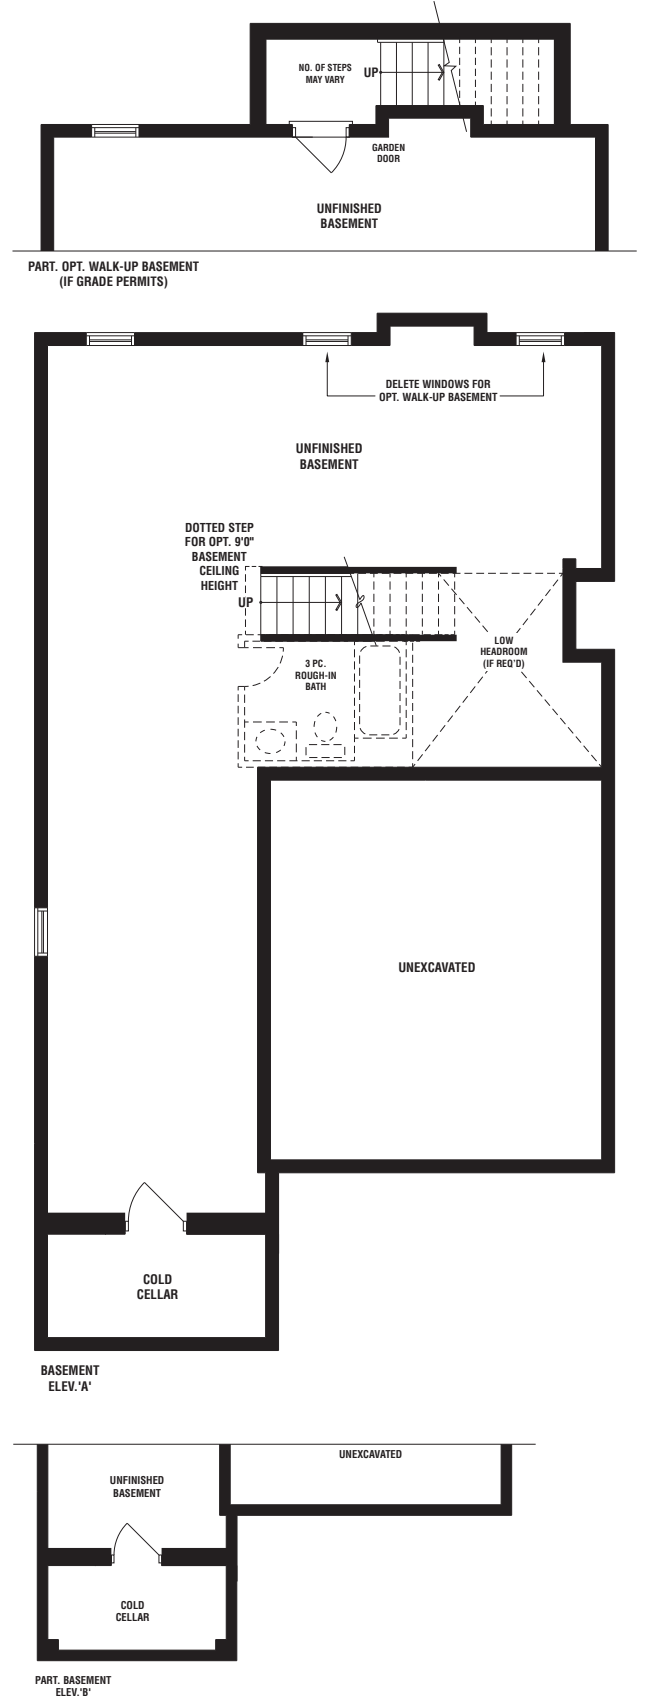 NO. OF STEPS
MAY VARY
UP
GARDEN
DOOR
UNFINISHED
BASEMENT
PART. OPT. WALK-UP BASEMENT
(IF GRADE PERMITS)
DELETE WINDOWS FOR
OPT. WALK-UP BASEMENT
UNFINISHED
BASEMENT
DOTTED STEP
FOR OPT. 9'0"
BASEMENT
CEILING
HEIGHT
UP
LOW
HEADROOM
(IF REQ'D)
3 PC.
ROUGH-IN
BATH
UNEXCAVATED
COLD
CELLAR
BASEMENT
ELEV.'A'
UNEXCAVATED
UNFINISHED
BASEMENT
COLD
CELLAR
PART. BASEMENT
ELEV.'B'